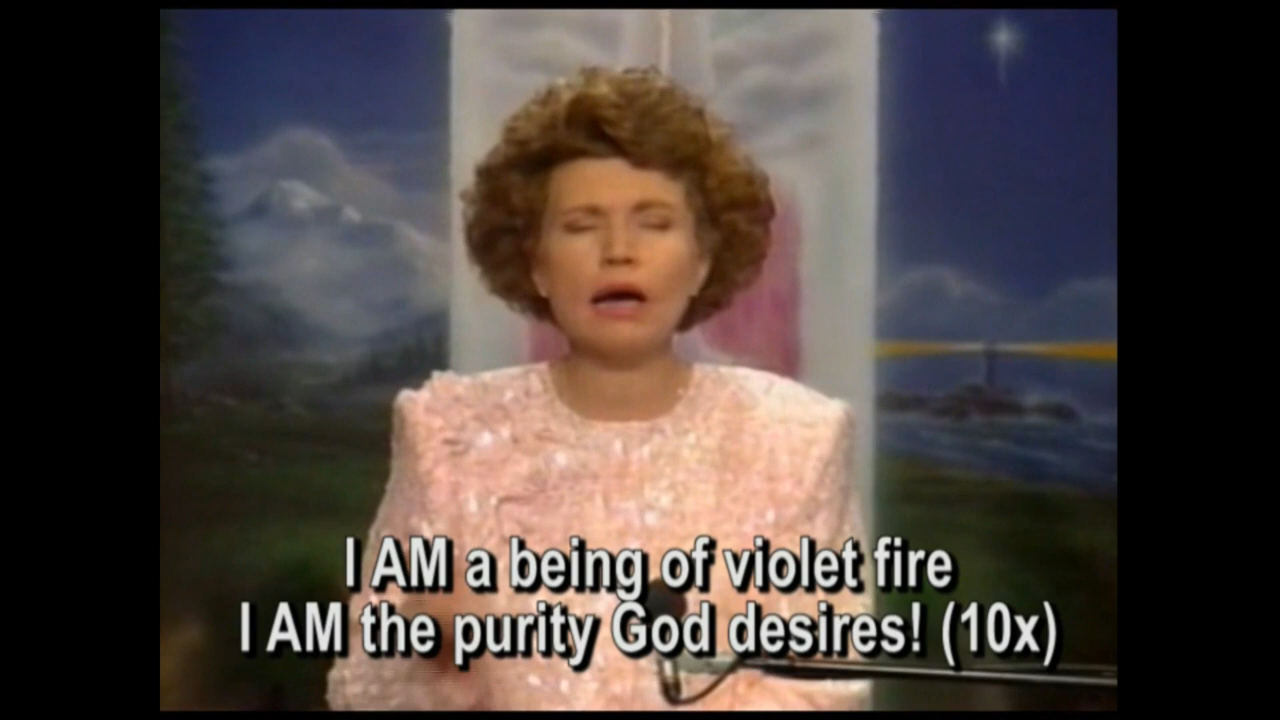 I AM a being of violet fire
I AM the purity God desires! (10x)